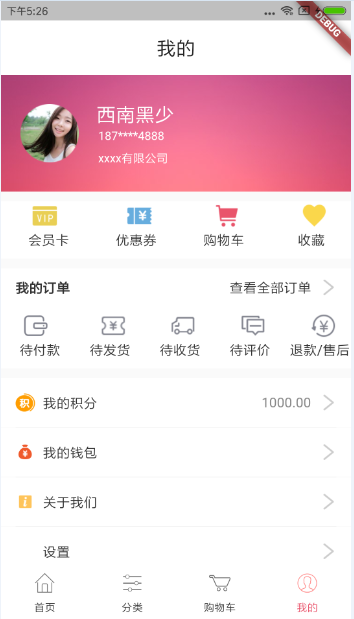 下午5:26
DEBUG
我的
西南黑少
187****4888
xxxx有限公司
VIP
会员卡 优惠券 购物车 收藏
我的订单 查看全部订单
待付款 待发货 待收货 待评价 退款/售后
积 我的积分 1000.00
我的钱包
关于我们
设置
首页 分类 购物车 我的